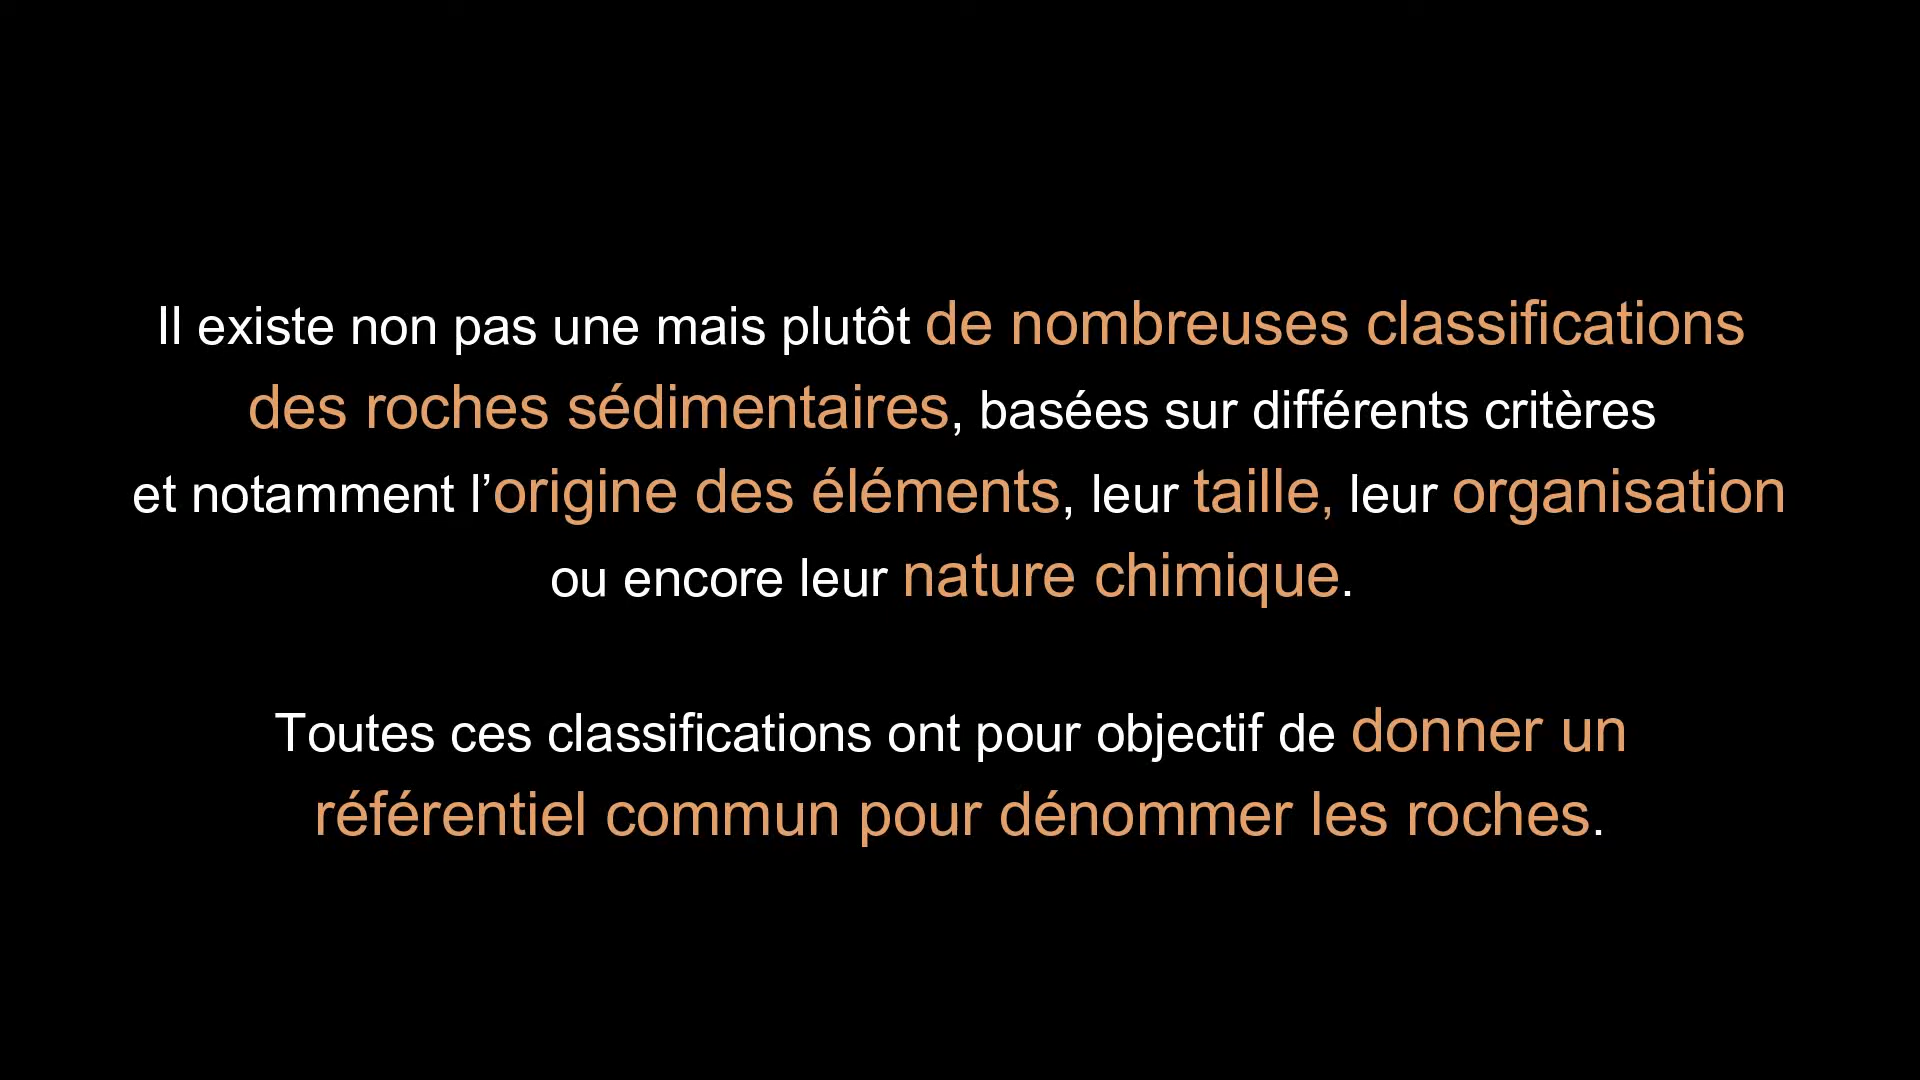 Il existe non pas une mais plutôt de nombreuses classifications
des roches sédimentaires, basées sur différents critères
et notamment l’origine des éléments, leur taille, leur organisation
ou encore leur nature chimique.
Toutes ces classifications ont pour objectif de donner un
référentiel commun pour dénommer les roches.